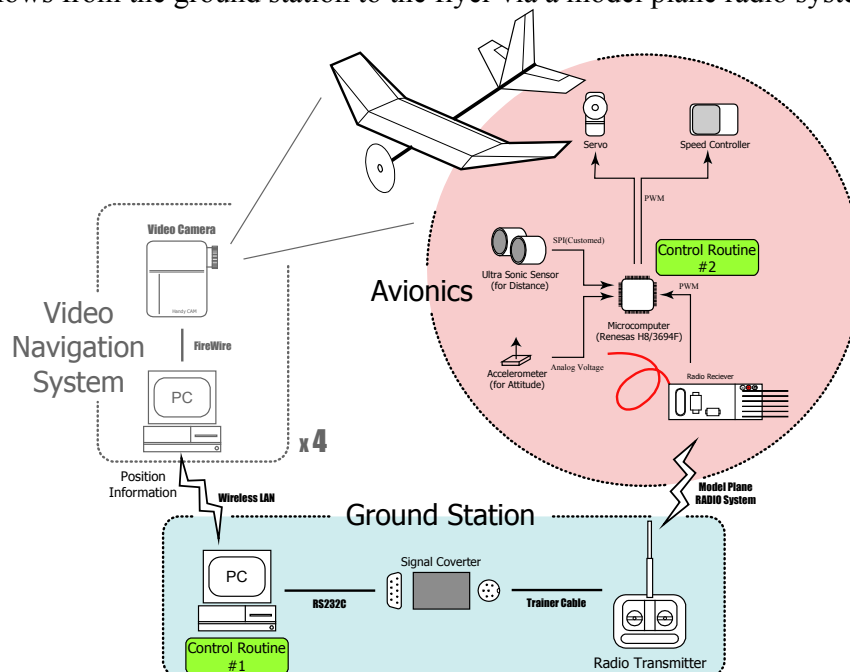 lows from the ground station to the flyer via a model plane radio syste
Servo
Speed Controller
PWM
Video Camera
SPI(Customed)
Control Routine
#2
Ultra Sonic Sensor
(for Distance)
Avionics
PWM
Handy CAM
Video
Navigation
System
FireWire
Microcomputer
(Renesas H8/3694F)
Accelerometer
(for Attitude)
Analog Voltage
Radio Reciever
PC
x 4
Position
Information
Wireless LAN
Model Plane
RADIO System
Ground Station
Signal Coverter
PC
RS232C
Trainer Cable
Control Routine
#1
Radio Transmitter